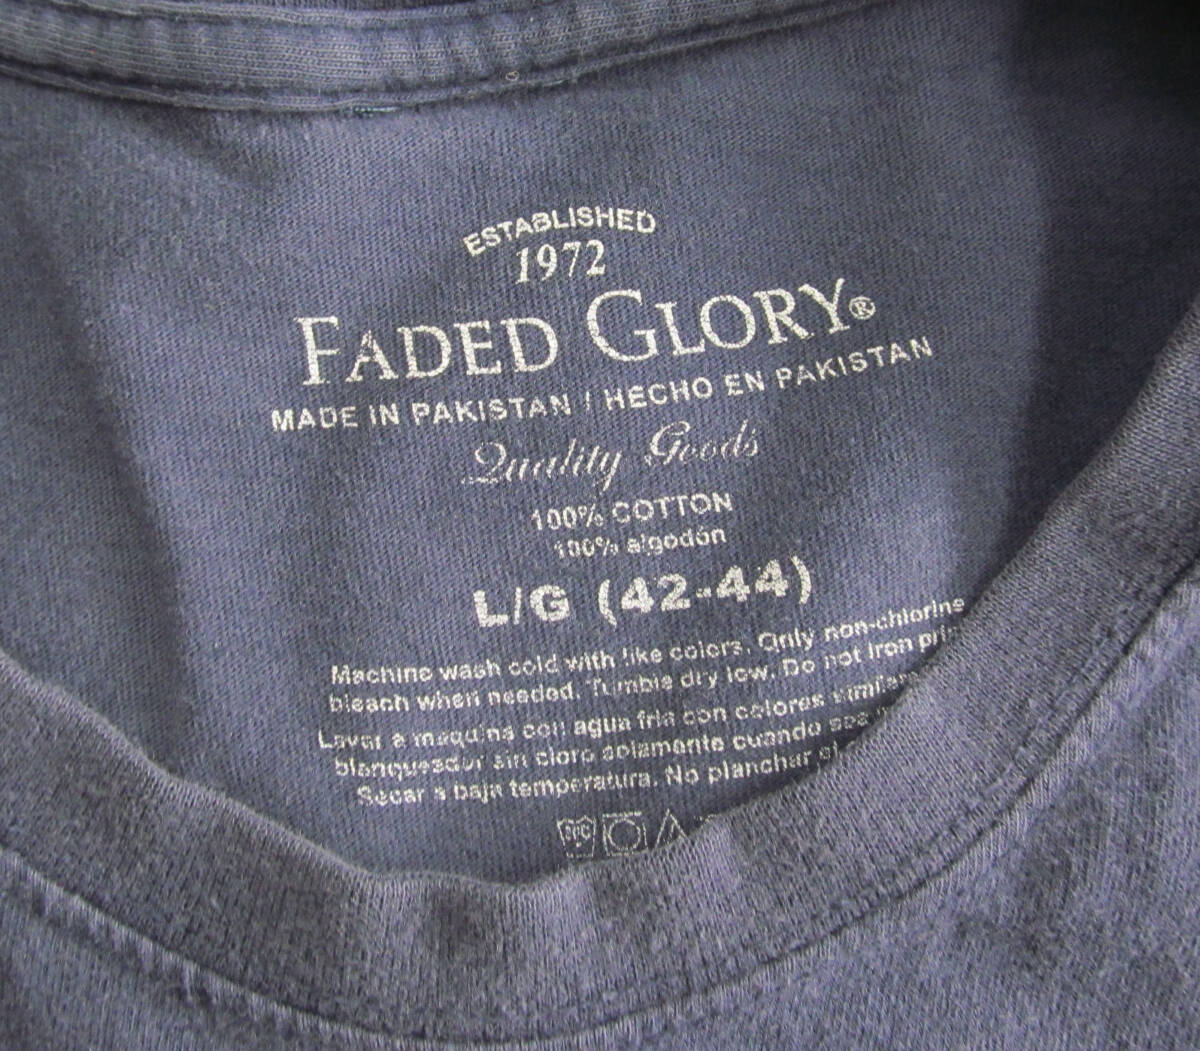 ESTABLISHED
1972
FADED GLORY®
MADE IN PAKISTAN / HECHO EN PAKISTAN
Quality Goods
100% COTTON
100% algodón
L/G (42-44)
Machine wash cold with like colors. Only non-chlorine
bleach when needed. Tumble dry low. Do not iron
Lavar a maquina con agua fria con colores
blanqueador sin cloro solamente cuando
Secar a baja temperatura. No planchar